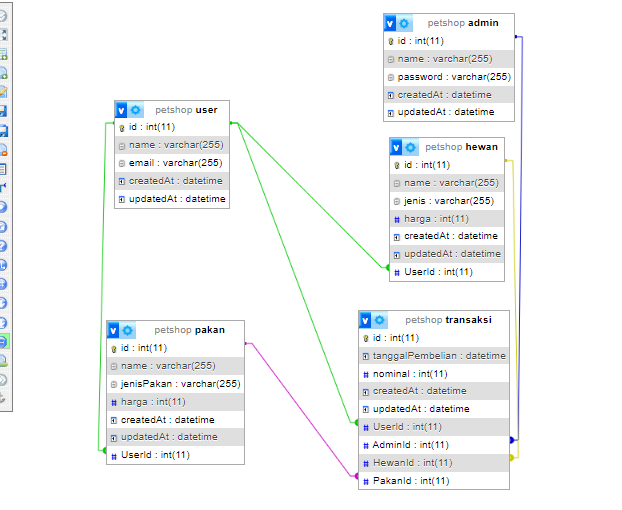 petshop admin
id : int(11)
name : varchar(255)
password : varchar(255)
createdAt : datetime
updatedAt : datetime
petshop user
id : int(11)
name : varchar(255)
email : varchar(255)
createdAt : datetime
updatedAt : datetime
petshop hewan
id : int(11)
name : varchar(255)
jenis : varchar(255)
harga : int(11)
createdAt : datetime
updatedAt : datetime
UserId : int(11)
petshop pakan
id : int(11)
name : varchar(255)
jenisPakan : varchar(255)
harga : int(11)
createdAt : datetime
updatedAt : datetime
UserId : int(11)
petshop transaksi
id : int(11)
tanggalPembelian : datetime
nominal : int(11)
createdAt : datetime
updatedAt : datetime
UserId : int(11)
AdminId : int(11)
HewanId : int(11)
PakanId : int(11)